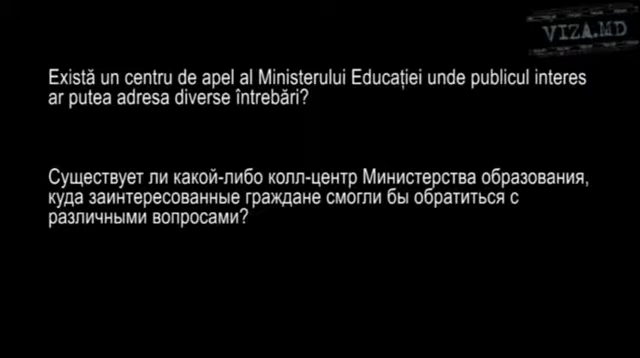 VIZA.MD
Există un centru de apel al Ministerului Educației unde publicul interes
ar putea adresa diverse întrebări?
Существует ли какой-либо колл-центр Министерства образования,
куда заинтересованные граждане смогли бы обратиться с
различными вопросами?